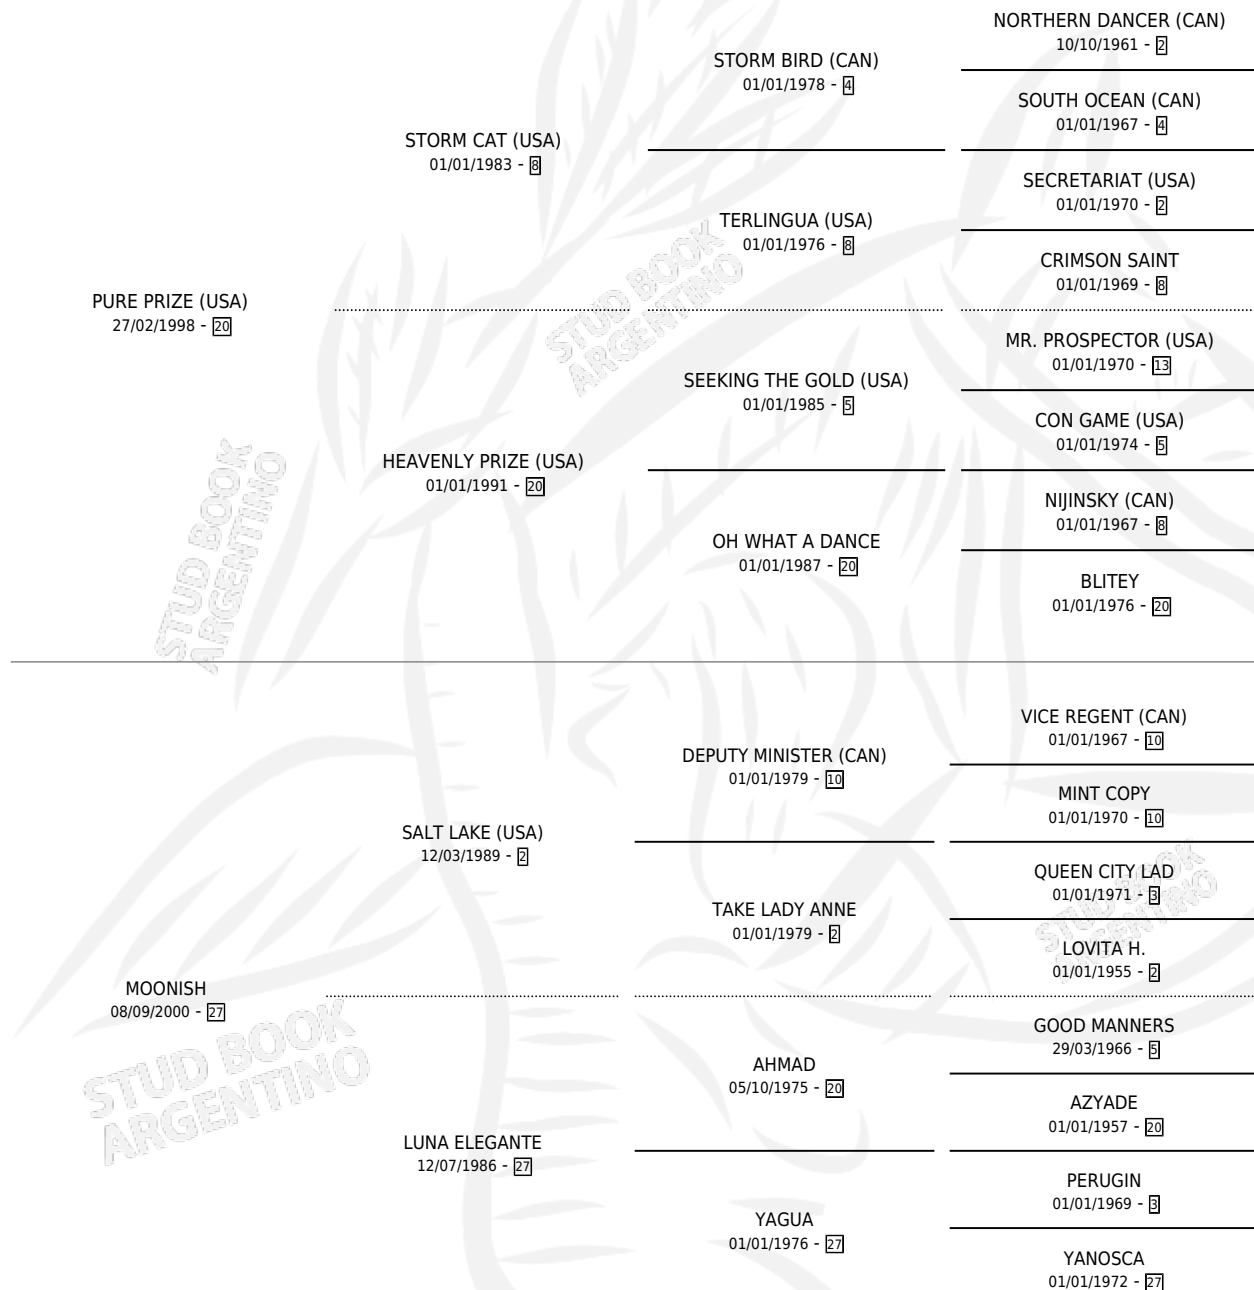 NORTHERN DANCER (CAN)
10/10/1961 - 2
STORM BIRD (CAN)
01/01/1978 - 4
SOUTH OCEAN (CAN)
01/01/1967 - 4
STORM CAT (USA)
01/01/1983 - 8
SECRETARIAT (USA)
01/01/1970 - 2
TERLINGUA (USA)
01/01/1976 - 8
CRIMSON SAINT
01/01/1969 - 8
PURE PRIZE (USA)
27/02/1998 - 20
MR. PROSPECTOR (USA)
01/01/1970 - 13
SEEKING THE GOLD (USA)
01/01/1985 - 5
CON GAME (USA)
01/01/1974 - 5
HEAVENLY PRIZE (USA)
01/01/1991 - 20
NIJINSKY (CAN)
01/01/1967 - 8
OH WHAT A DANCE
01/01/1987 - 20
BLITEY
01/01/1976 - 20
VICE REGENT (CAN)
01/01/1967 - 10
DEPUTY MINISTER (CAN)
01/01/1979 - 10
MINT COPY
01/01/1970 - 10
SALT LAKE (USA)
12/03/1989 - 2
QUEEN CITY LAD
01/01/1971 - 3
TAKE LADY ANNE
01/01/1979 - 2
LOVITA H.
01/01/1955 - 2
MOONISH
08/09/2000 - 27
GOOD MANNERS
29/03/1966 - 5
AHMAD
05/10/1975 - 20
AZYADE
01/01/1957 - 20
LUNA ELEGANTE
12/07/1986 - 27
PERUGIN
01/01/1969 - 3
YAGUA
01/01/1976 - 27
YANOSCA
01/01/1972 - 27
STUD BOOK
ARGENTINO
STUD BOOK
ARGENTINO
STUD BOOK
ARGENTINO
STUD BOOK
ARGENTINO